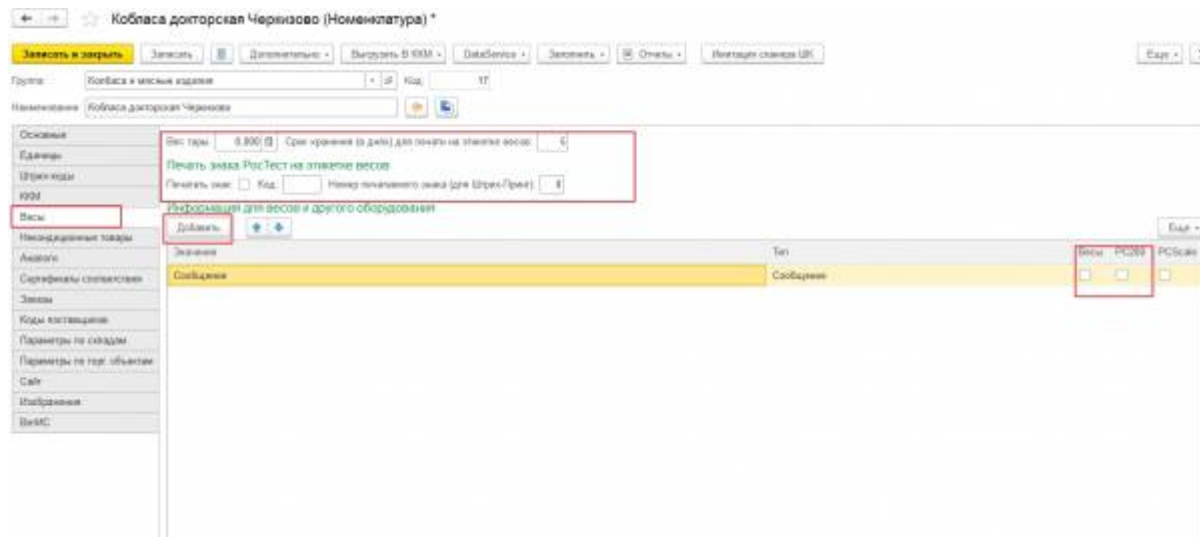 Кобласа докторская Черкизово (Номенклатура) *
Записать и закрыть Записать Дополнительно Выгрузить В ККМ DataService Заполнить Отчеты Имитация сканера ШК Еще
Группа: Колбаса и мясные изделия Код: 17
Наименование: Кобласа докторская Черкизово
Основные
Единицы
Штрих-коды
ККМ
Весы
Некондиционные товары
Аналоги
Сертификаты соответствия
Заказы
Коды поставщиков
Параметры по складам
Параметры по торг. объектам
Сайт
Изображения
ВетИС
Вес тары: 0,000 Срок хранения (в днях) для печати на этикетке весов: 5
Печать знака РосТест на этикетке весов
Печатать знак: Код: Номер печатаемого знака (для Штрих-Принт):
Информация для весов и другого оборудования
Добавить Еще
Значение Тип Весы PC200 PCScale
Сообщение Сообщение